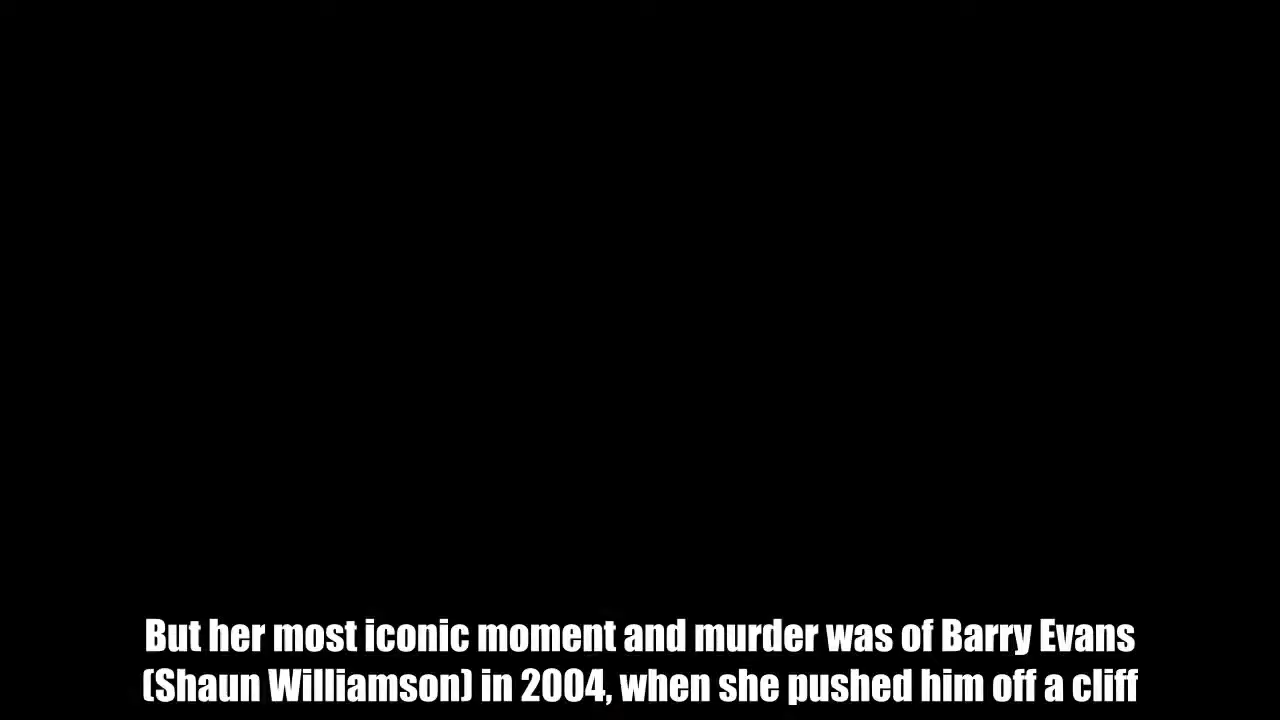 But her most iconic moment and murder was of Barry Evans
(Shaun Williamson) in 2004, when she pushed him off a cliff